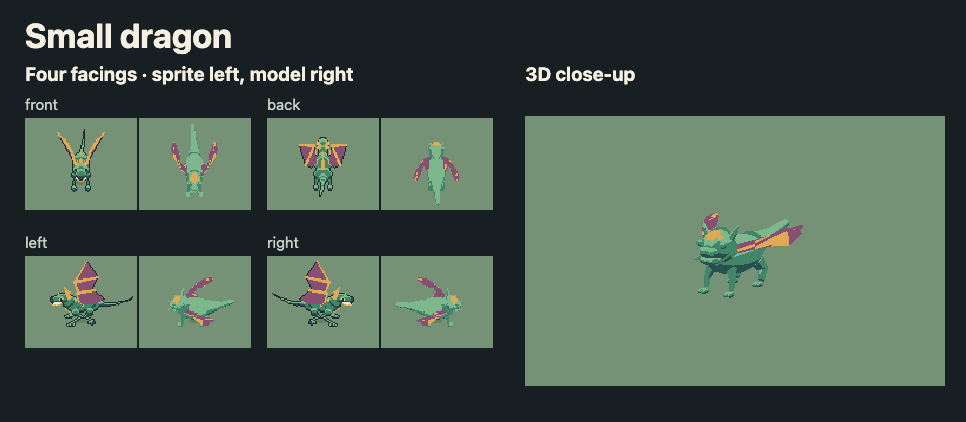 Small dragon
Four facings · sprite left, model right
3D close-up
front
back
left
right